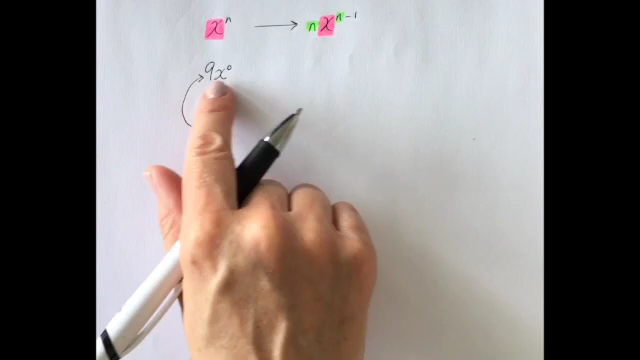 xⁿ → nxⁿ⁻¹
9x⁰